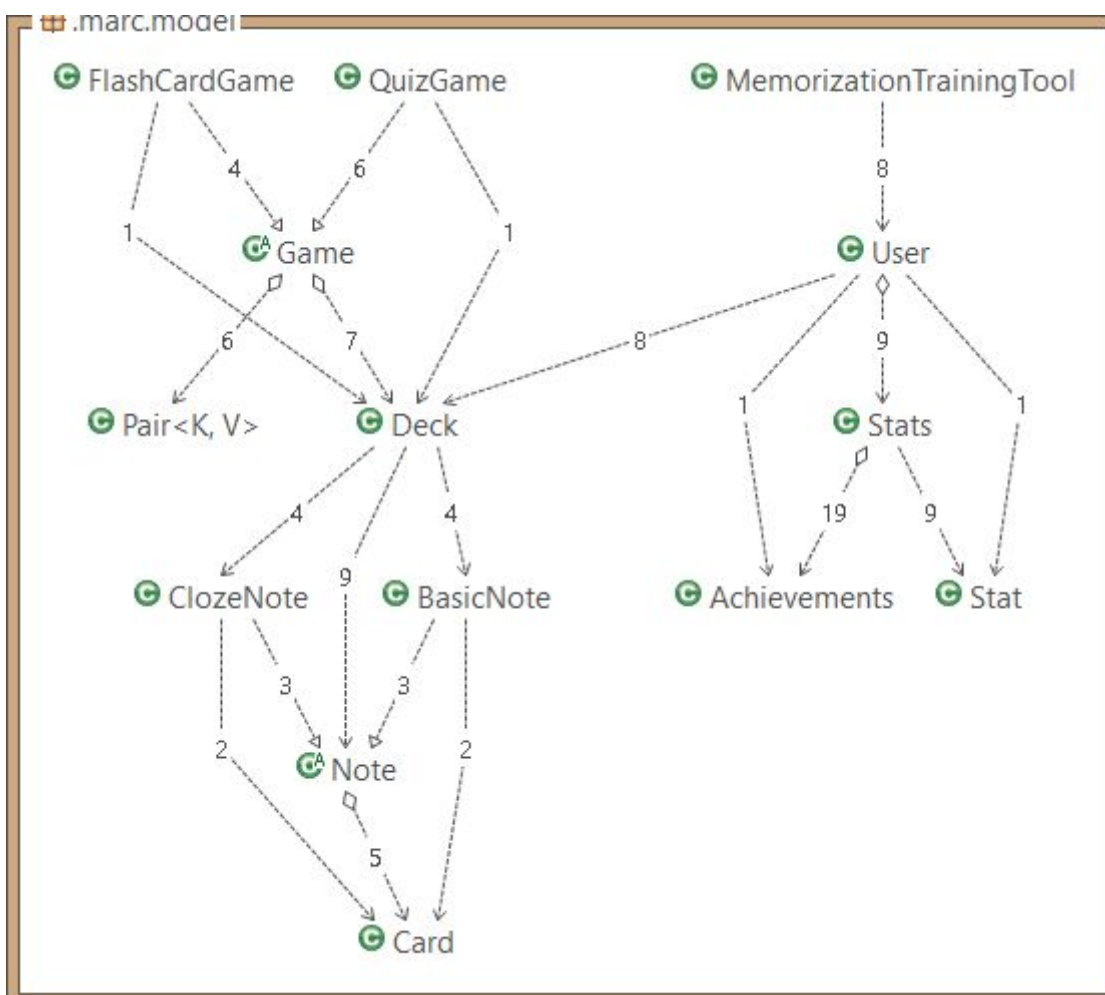 .marc.model
FlashCardGame QuizGame MemorizationTrainingTool
4 6 8
1 1
Game User
6 7 8 9
1 1
Pair<K, V> Deck Stats
4 4 19 9
9
ClozeNote BasicNote Achievements Stat
3 3
2 2
Note
5
Card